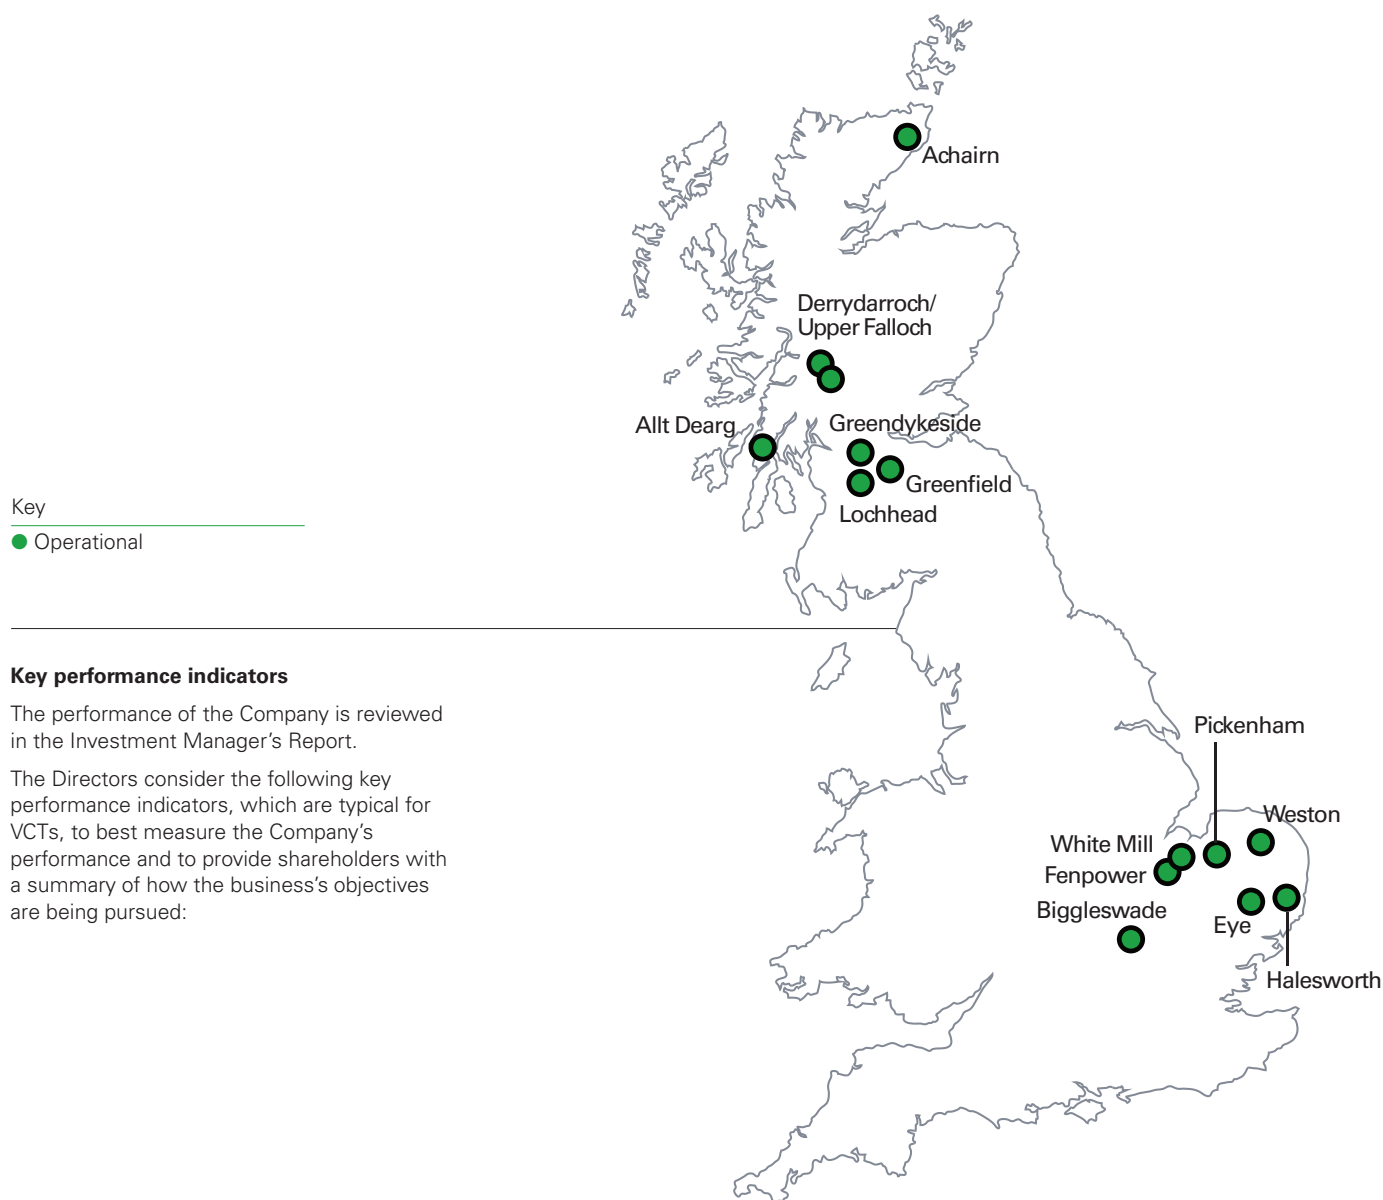 Achairn
Derrydarroch/
Upper Falloch
Allt Dearg
Greendykeside
Greenfield
Lochhead
Key
Operational
Key performance indicators
The performance of the Company is reviewed
in the Investment Manager’s Report.
The Directors consider the following key
performance indicators, which are typical for
VCTs, to best measure the Company’s
performance and to provide shareholders with
a summary of how the business’s objectives
are being pursued:
Pickenham
Weston
White Mill
Fenpower
Biggleswade
Eye
Halesworth